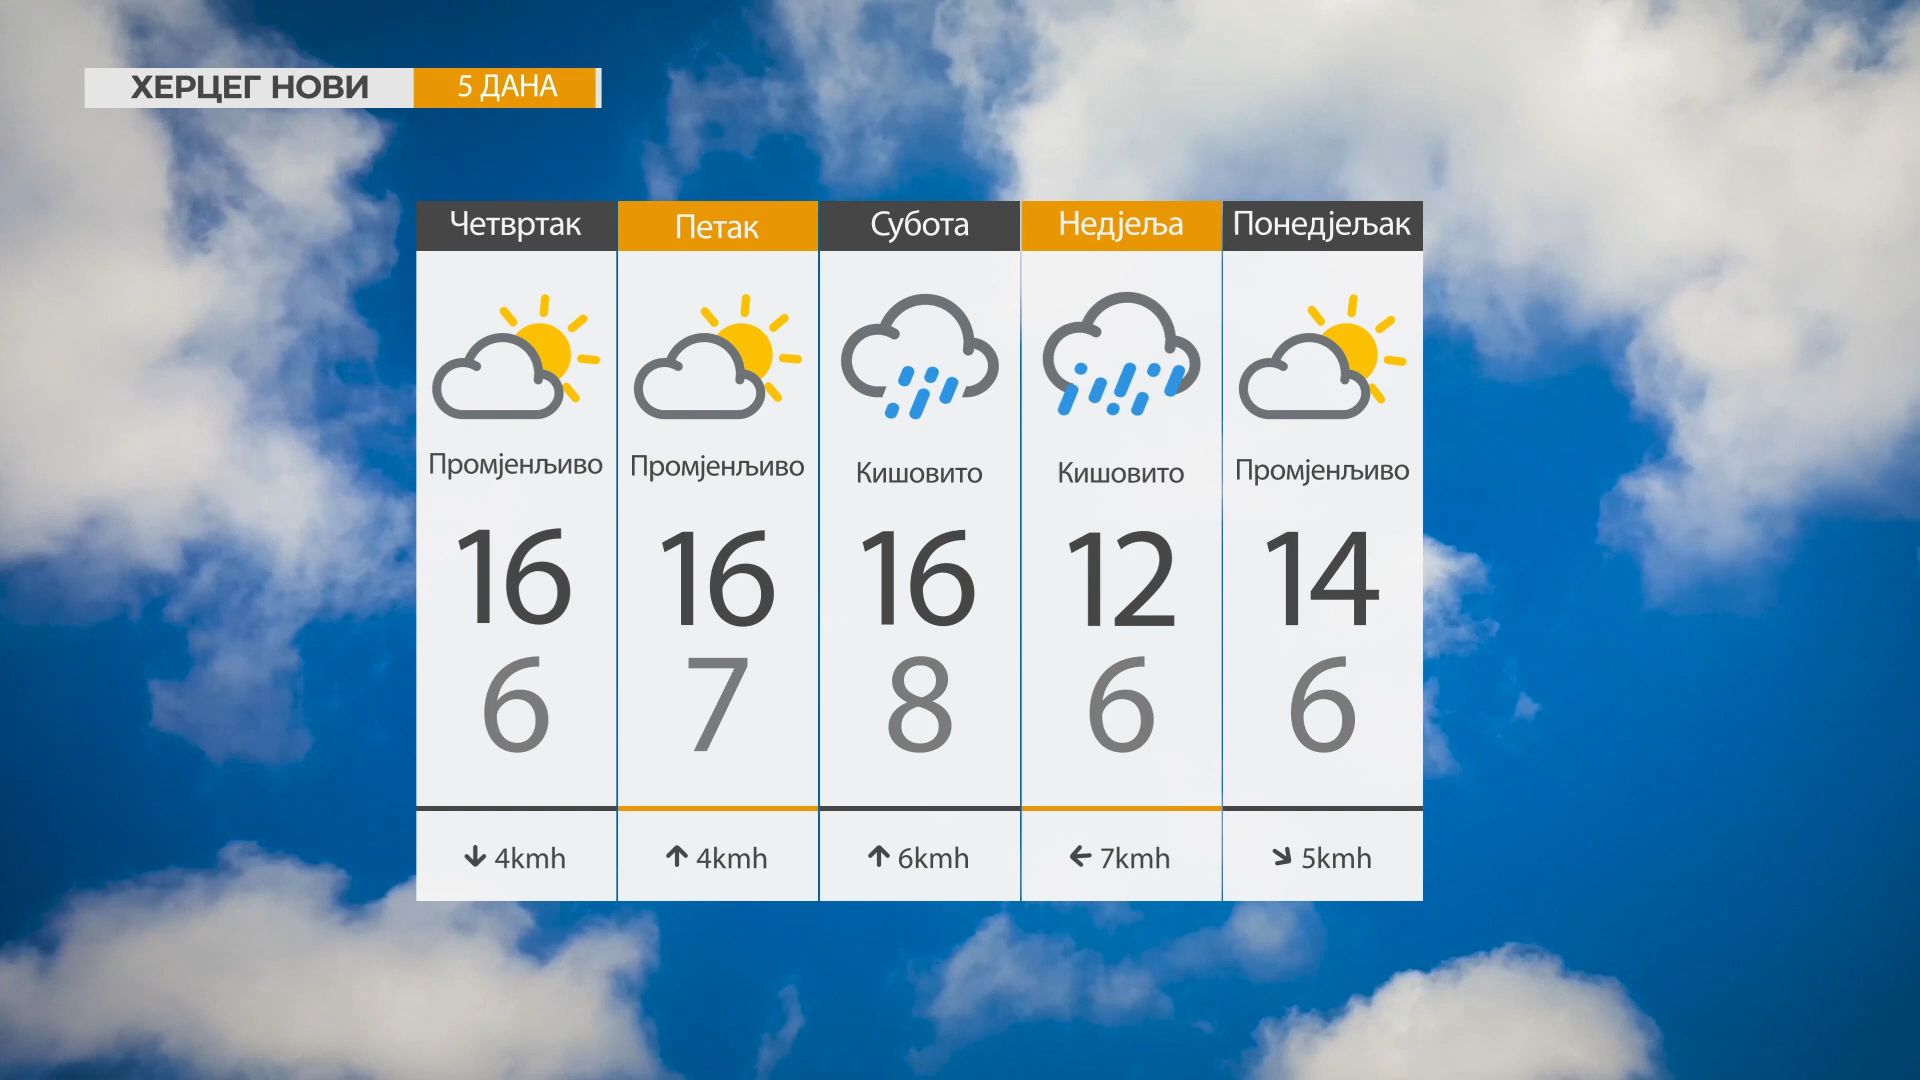 ХЕРЦЕГ НОВИ 5 ДАНА
Четвртак Петак Субота Недјеља Понедјељак
Промјенљиво Промјенљиво Кишовито Кишовито Промјенљиво
16 16 16 12 14
6 7 8 6 6
↓ 4kmh ↑ 4kmh ↑ 6kmh ← 7kmh ↘ 5kmh